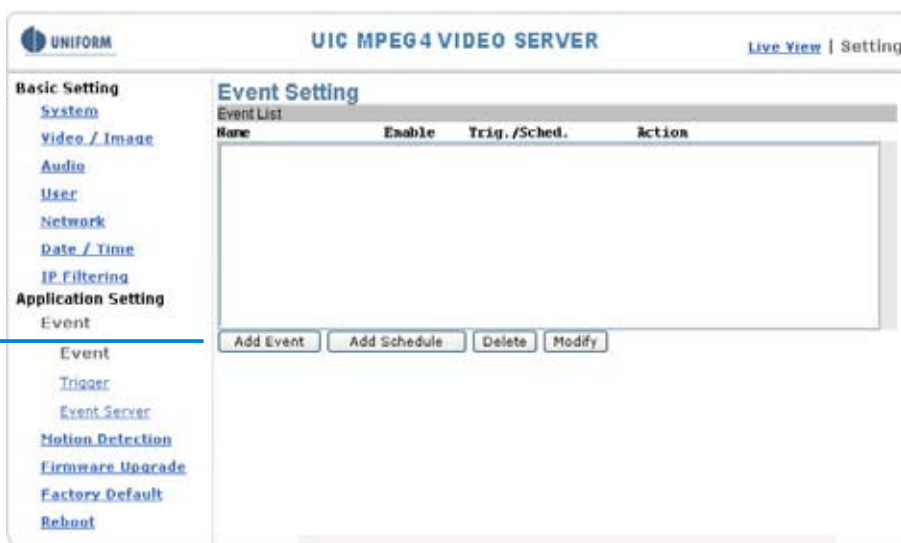 UNIFORM
UIC MPEG4 VIDEO SERVER
Live View | Setting
Basic Setting
System
Video / Image
Audio
User
Network
Date / Time
IP Filtering
Application Setting
Event
Event
Trigger
Event Server
Motion Detection
Firmware Upgrade
Factory Default
Reboot
Event Setting
Event List
Name Enable Trig./Sched. Action
Add Event Add Schedule Delete Modify